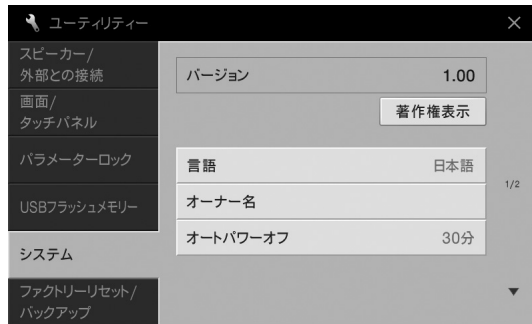 ユーティリティー
スピーカー/
外部との接続
画面/
タッチパネル
パラメーターロック
USBフラッシュメモリー
システム
ファクトリーリセット/
バックアップ
バージョン 1.00
著作権表示
言語 日本語
オーナー名
オートパワーオフ 30分
1/2